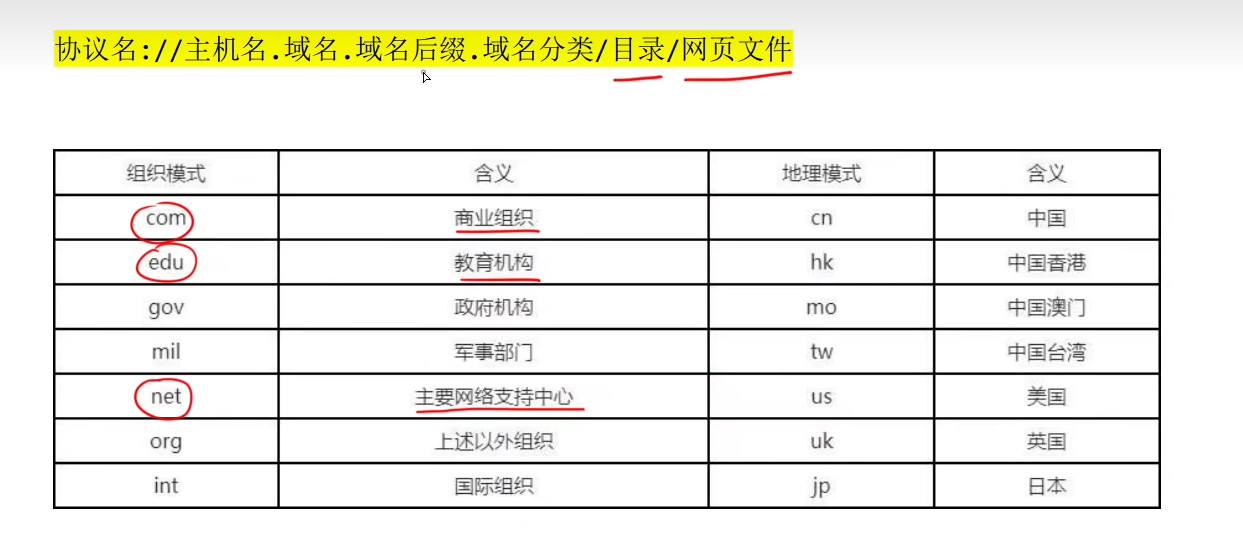 协议名://主机名.域名.域名后缀.域名分类/目录/网页文件
组织模式 含义 地理模式 含义
com 商业组织 cn 中国
edu 教育机构 hk 中国香港
gov 政府机构 mo 中国澳门
mil 军事部门 tw 中国台湾
net 主要网络支持中心 us 美国
org 上述以外组织 uk 英国
int 国际组织 jp 日本